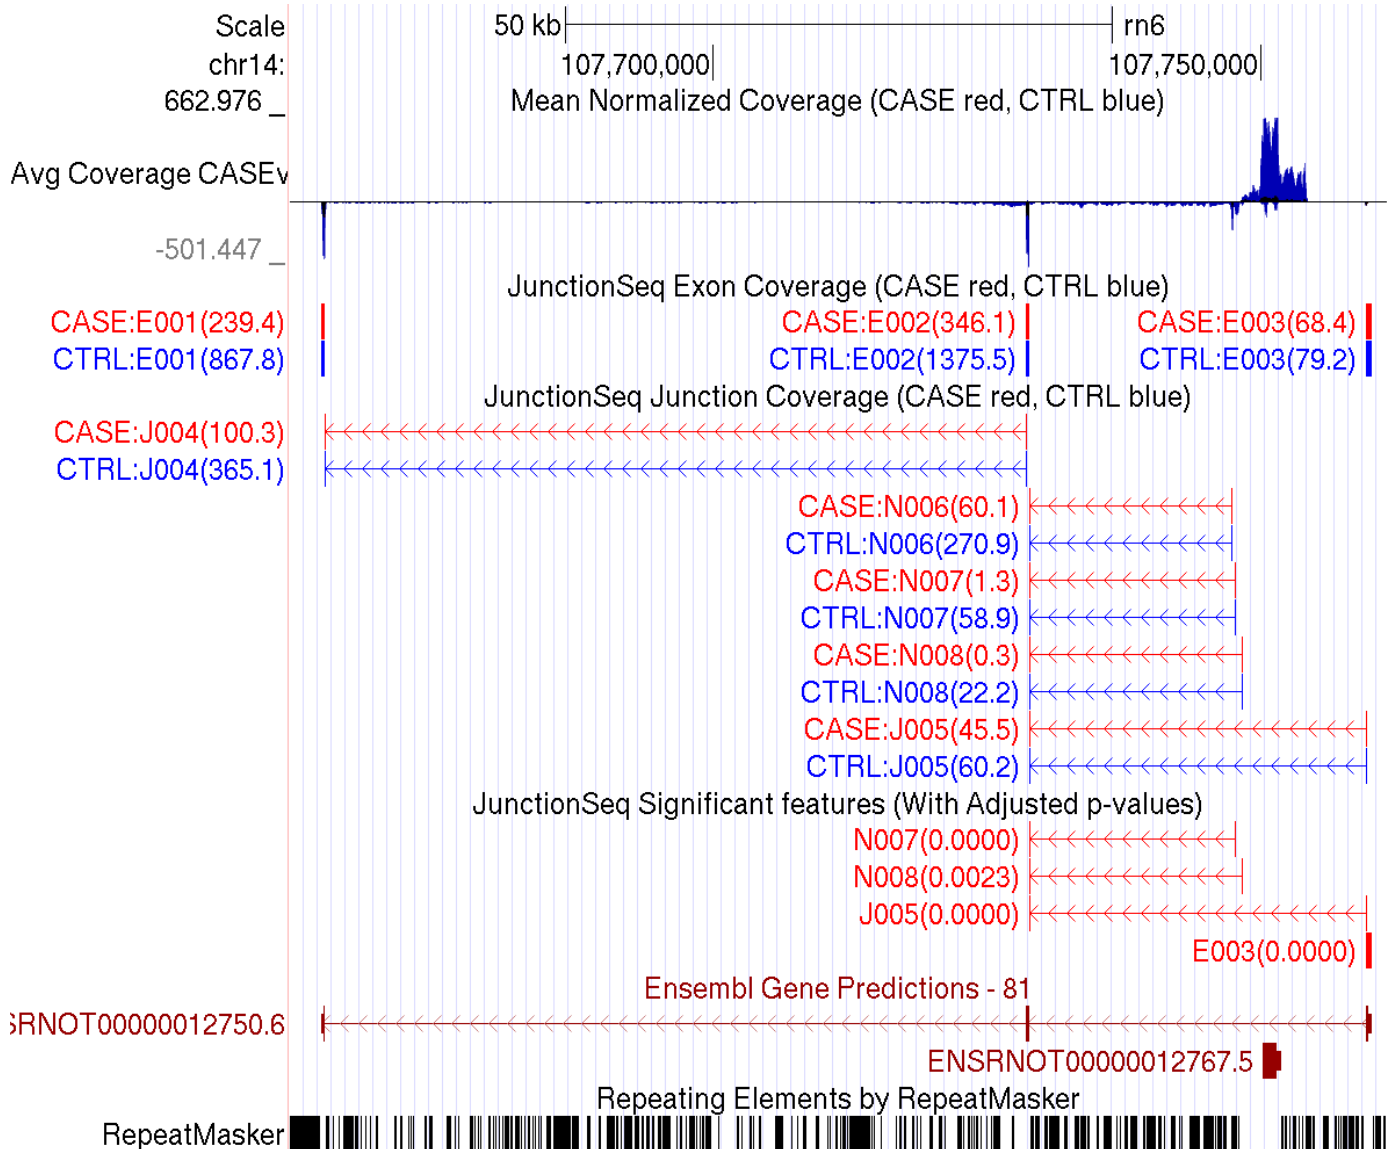 Scale 50 kb rn6
chr14: 107,700,000 107,750,000
662.976 _ Mean Normalized Coverage (CASE red, CTRL blue)
Avg Coverage CASEv
-501.447 _
JunctionSeq Exon Coverage (CASE red, CTRL blue)
CASE:E001(239.4) CASE:E002(346.1) CASE:E003(68.4)
CTRL:E001(867.8) CTRL:E002(1375.5) CTRL:E003(79.2)
JunctionSeq Junction Coverage (CASE red, CTRL blue)
CASE:J004(100.3)
CTRL:J004(365.1)
CASE:N006(60.1)
CTRL:N006(270.9)
CASE:N007(1.3)
CTRL:N007(58.9)
CASE:N008(0.3)
CTRL:N008(22.2)
CASE:J005(45.5)
CTRL:J005(60.2)
JunctionSeq Significant features (With Adjusted p-values)
N007(0.0000)
N008(0.0023)
J005(0.0000)
E003(0.0000)
Ensembl Gene Predictions - 81
SRNOT00000012750.6
ENSRNOT00000012767.5
Repeating Elements by RepeatMasker
RepeatMasker